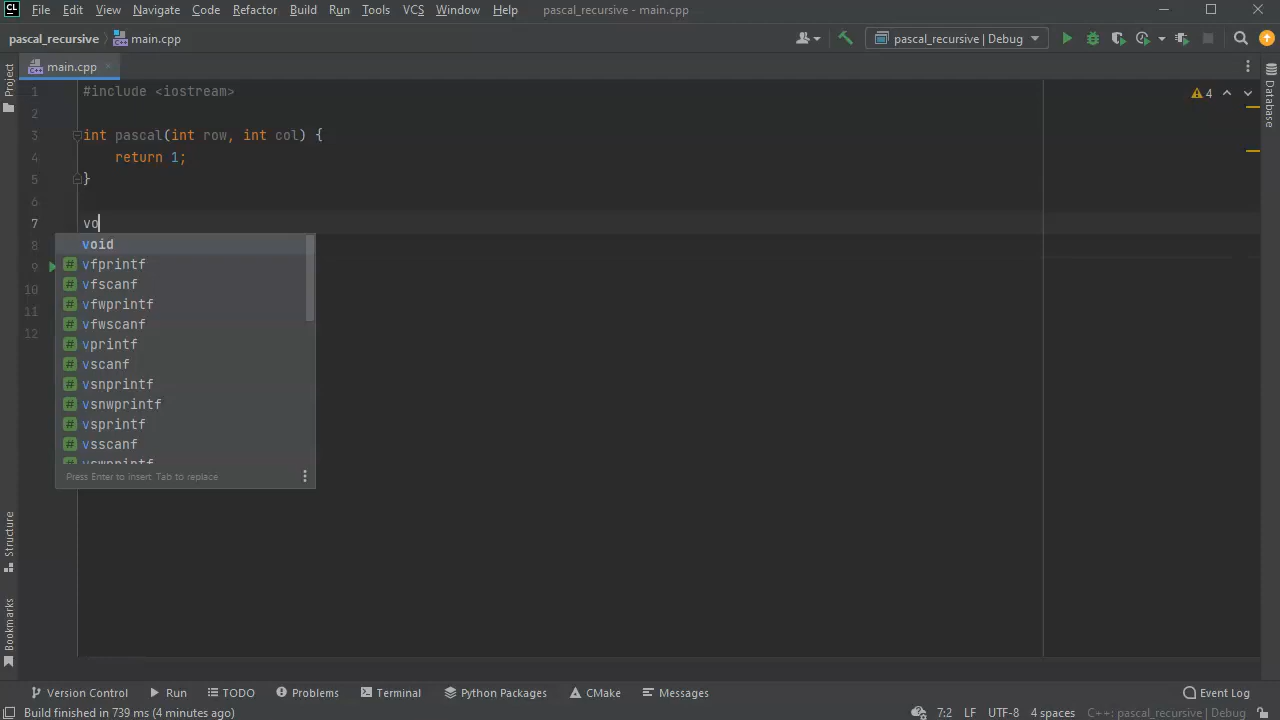 CL File Edit View Navigate Code Refactor Build Run Tools VCS Window Help pascal_recursive - main.cpp
pascal_recursive main.cpp pascal_recursive | Debug
main.cpp
Project
Database
1 #include <iostream>
4
2
3 int pascal(int row, int col) {
4 return 1;
5 }
6
7 vo
8 void
9 # vfprintf
10 # vfscanf
11 # vfwprintf
12 # vfwscanf
# vprintf
# vscanf
# vsnprintf
# vsnwprintf
# vsprintf
# vsscanf
# vswprintf
Press Enter to insert Tab to replace
Structure
Bookmarks
Version Control Run TODO Problems Terminal Python Packages CMake Messages Event Log
Build finished in 739 ms (4 minutes ago) 7:2 LF UTF-8 4 spaces C++: pascal_recursive | Debug